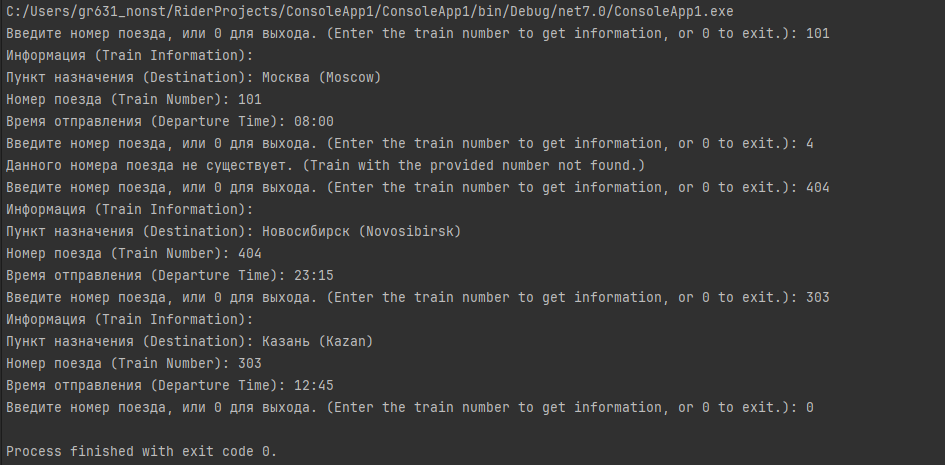 C:/Users/gr631_nonst/RiderProjects/ConsoleApp1/ConsoleApp1/bin/Debug/net7.0/ConsoleApp1.exe
Введите номер поезда, или 0 для выхода. (Enter the train number to get information, or 0 to exit.): 101
Информация (Train Information):
Пункт назначения (Destination): Москва (Moscow)
Номер поезда (Train Number): 101
Время отправления (Departure Time): 08:00
Введите номер поезда, или 0 для выхода. (Enter the train number to get information, or 0 to exit.): 4
Данного номера поезда не существует. (Train with the provided number not found.)
Введите номер поезда, или 0 для выхода. (Enter the train number to get information, or 0 to exit.): 404
Информация (Train Information):
Пункт назначения (Destination): Новосибирск (Novosibirsk)
Номер поезда (Train Number): 404
Время отправления (Departure Time): 23:15
Введите номер поезда, или 0 для выхода. (Enter the train number to get information, or 0 to exit.): 303
Информация (Train Information):
Пункт назначения (Destination): Казань (Kazan)
Номер поезда (Train Number): 303
Время отправления (Departure Time): 12:45
Введите номер поезда, или 0 для выхода. (Enter the train number to get information, or 0 to exit.): 0
Process finished with exit code 0.